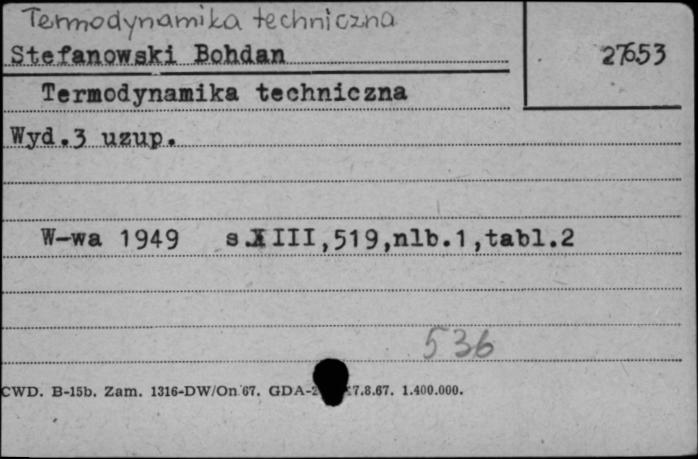 Termodynamika techniczna
Stefanowski Bohdan
27653
Termodynamika techniczna
Wyd.3 uzup.
W-wa 1949 s.XIII,519,nlb.1,tabl.2
536
CWD. B-15b. Zam. 1316-DW/On 67. GDA-2 7.8.67. 1.400.000.